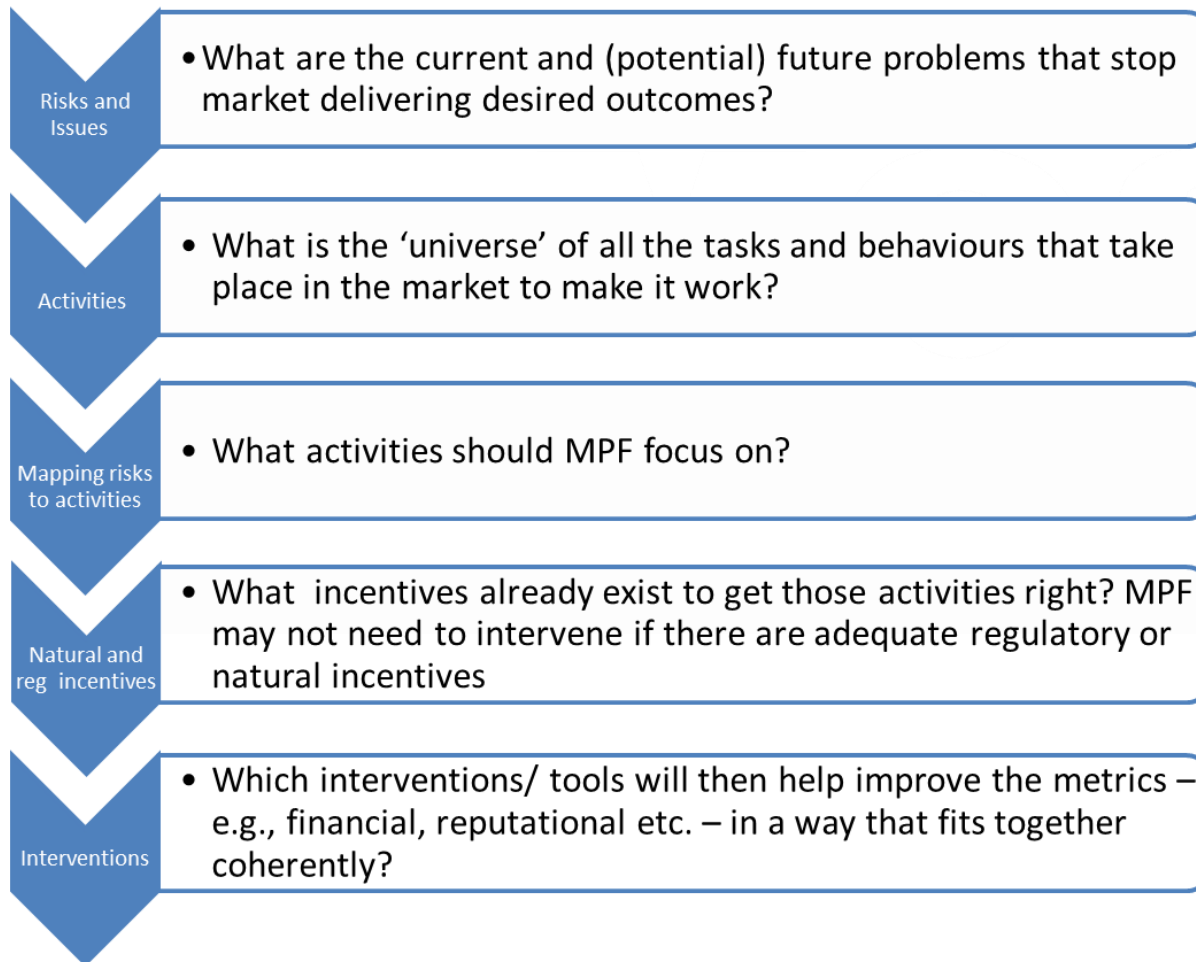 Risks and
Issues
•What are the current and (potential) future problems that stop
market delivering desired outcomes?
Activities
• What is the ‘universe’ of all the tasks and behaviours that take
place in the market to make it work?
Mapping risks
to activities
• What activities should MPF focus on?
Natural and
reg  incentives
• What  incentives already exist to get those activities right? MPF
may not need to intervene if there are adequate regulatory or
natural incentives
Interventions
• Which interventions/ tools will then help improve the metrics –
e.g., financial, reputational etc. – in a way that fits together
coherently?